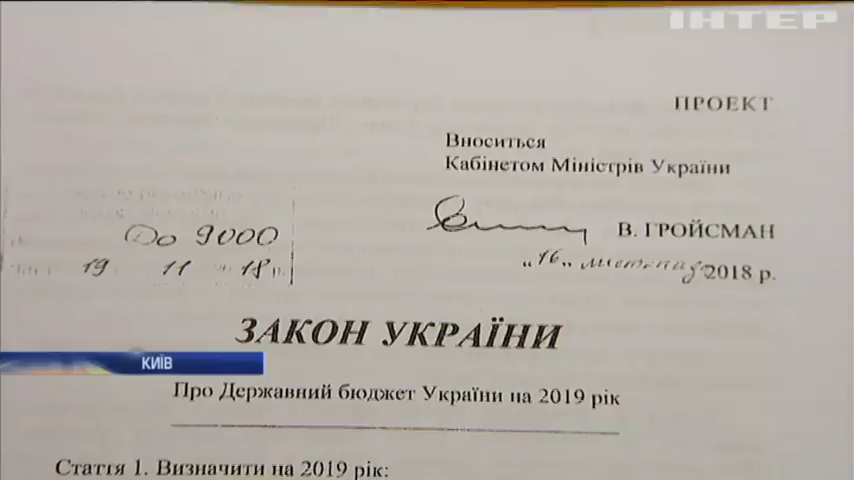 ІНТЕР
ПРОЕКТ
Вноситься
Кабінетом Міністрів України
До 9000
В. ГРОЙСМАН
19 11 18 р.
"16" листопада 2018 р.
ЗАКОН УКРАЇНИ
КИЇВ
Про Державний бюджет України на 2019 рік
Стаття 1. Визначити на 2019 рік: